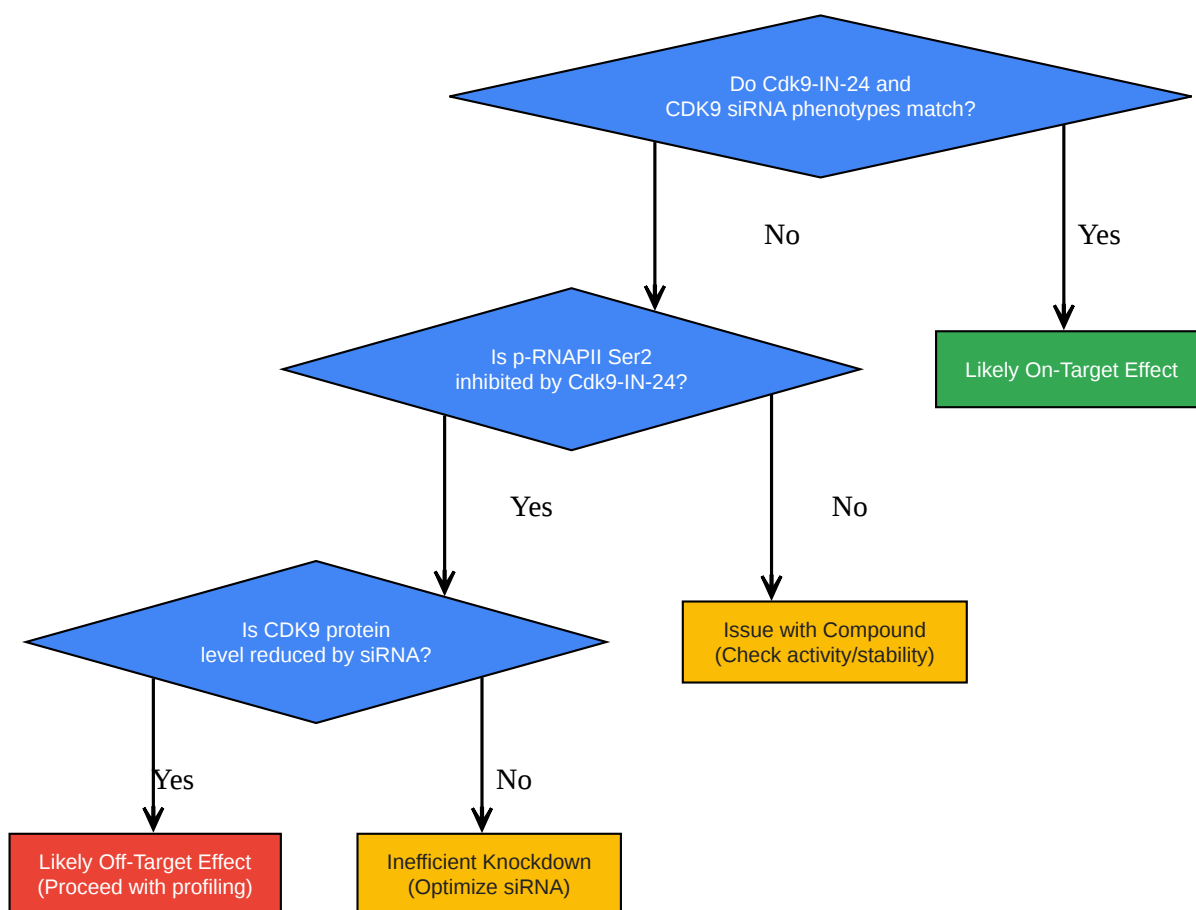 Do Cdk9-IN-24 and
CDK9 siRNA phenotypes match?
No
Yes
Is p-RNAPII Ser2
inhibited by Cdk9-IN-24?
Likely On-Target Effect
Yes
No
Is CDK9 protein
level reduced by siRNA?
Issue with Compound
(Check activity/stability)
Yes
No
Likely Off-Target Effect
(Proceed with profiling)
Inefficient Knockdown
(Optimize siRNA)